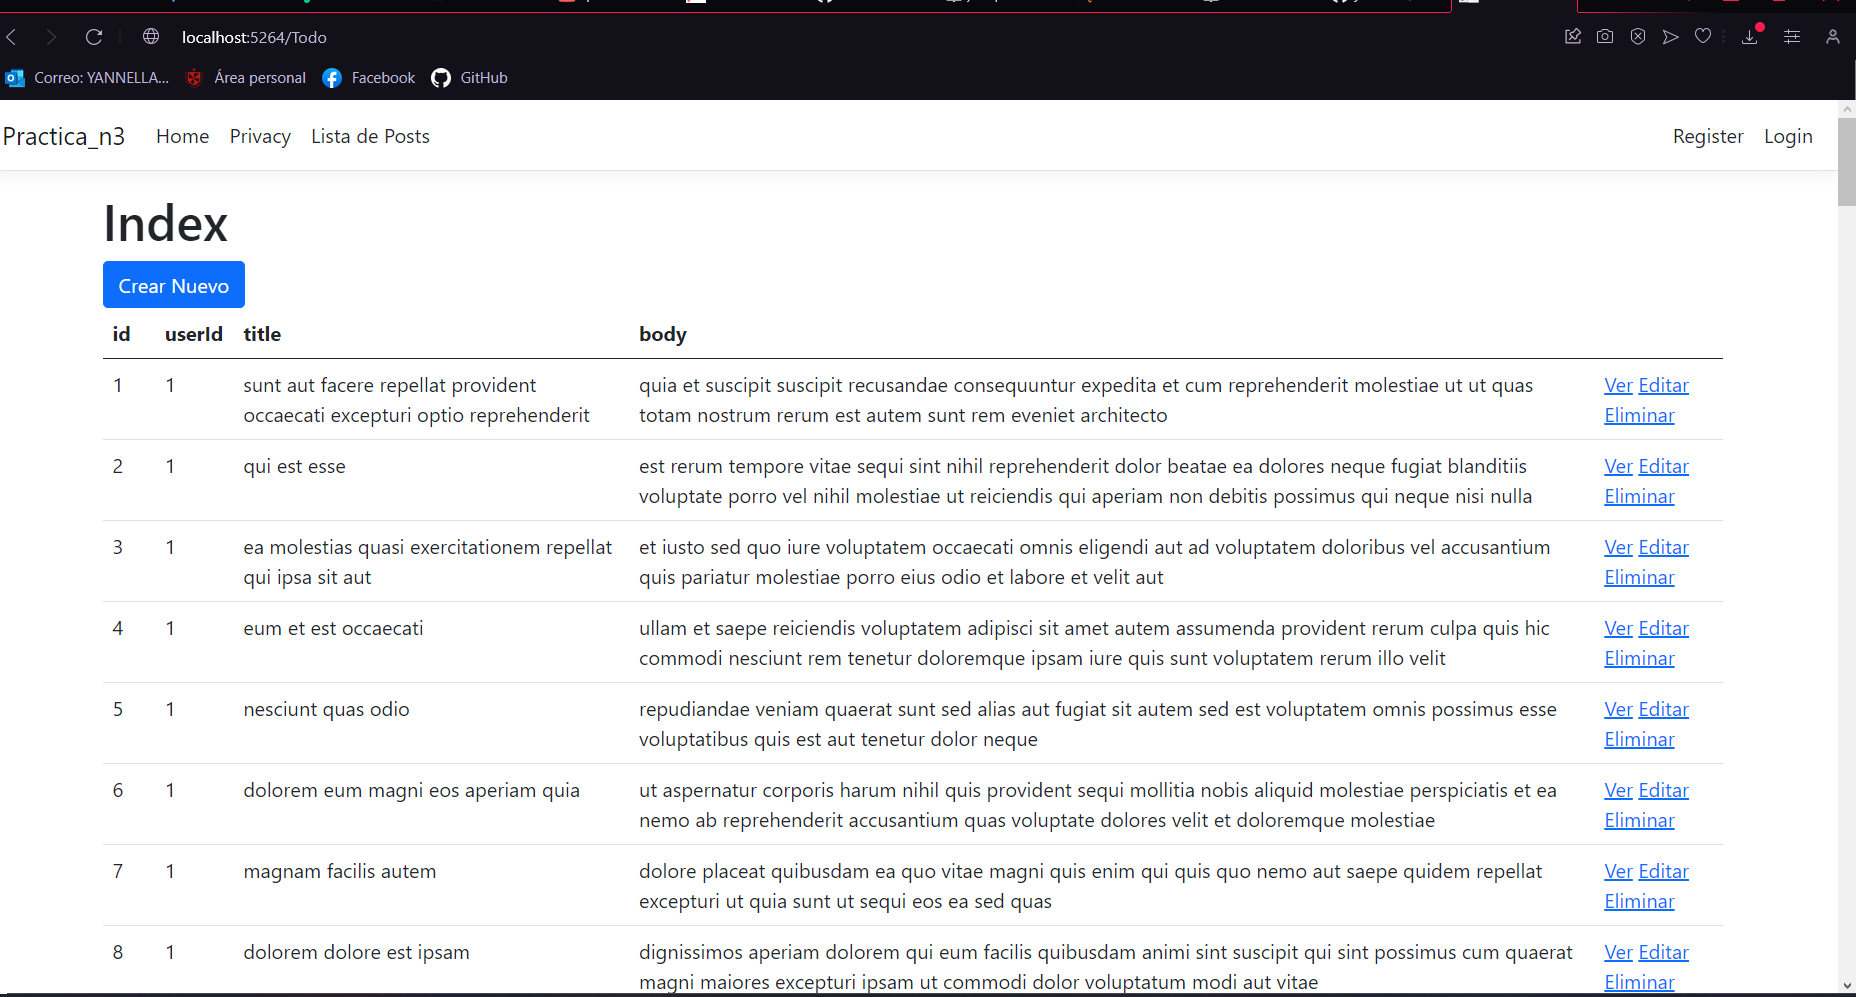 localhost:5264/Todo
Correo: YANNELLA... Área personal Facebook GitHub
Practica_n3 Home Privacy Lista de Posts Register Login
Index
Crear Nuevo
id userId title body
1 1 sunt aut facere repellat provident quia et suscipit suscipit recusandae consequuntur expedita et cum reprehenderit molestiae ut ut quas Ver Editar
occaecati excepturi optio reprehenderit totam nostrum rerum est autem sunt rem eveniet architecto Eliminar
2 1 qui est esse est rerum tempore vitae sequi sint nihil reprehenderit dolor beatae ea dolores neque fugiat blanditiis Ver Editar
voluptate porro vel nihil molestiae ut reiciendis qui aperiam non debitis possimus qui neque nisi nulla Eliminar
3 1 ea molestias quasi exercitationem repellat et iusto sed quo iure voluptatem occaecati omnis eligendi aut ad voluptatem doloribus vel accusantium Ver Editar
qui ipsa sit aut quis pariatur molestiae porro eius odio et labore et velit aut Eliminar
4 1 eum et est occaecati ullam et saepe reiciendis voluptatem adipisci sit amet autem assumenda provident rerum culpa quis hic Ver Editar
commodi nesciunt rem tenetur doloremque ipsam iure quis sunt voluptatem rerum illo velit Eliminar
5 1 nesciunt quas odio repudiandae veniam quaerat sunt sed alias aut fugiat sit autem sed est voluptatem omnis possimus esse Ver Editar
voluptatibus quis est aut tenetur dolor neque Eliminar
6 1 dolorem eum magni eos aperiam quia ut aspernatur corporis harum nihil quis provident sequi mollitia nobis aliquid molestiae perspiciatis et ea Ver Editar
nemo ab reprehenderit accusantium quas voluptate dolores velit et doloremque molestiae Eliminar
7 1 magnam facilis autem dolore placeat quibusdam ea quo vitae magni quis enim qui quis quo nemo aut saepe quidem repellat Ver Editar
excepturi ut quia sunt ut sequi eos ea sed quas Eliminar
8 1 dolorem dolore est ipsam dignissimos aperiam dolorem qui eum facilis quibusdam animi sint suscipit qui sint possimus cum quaerat Ver Editar
magni maiores excepturi ipsam ut commodi dolor voluptatum modi aut vitae Eliminar